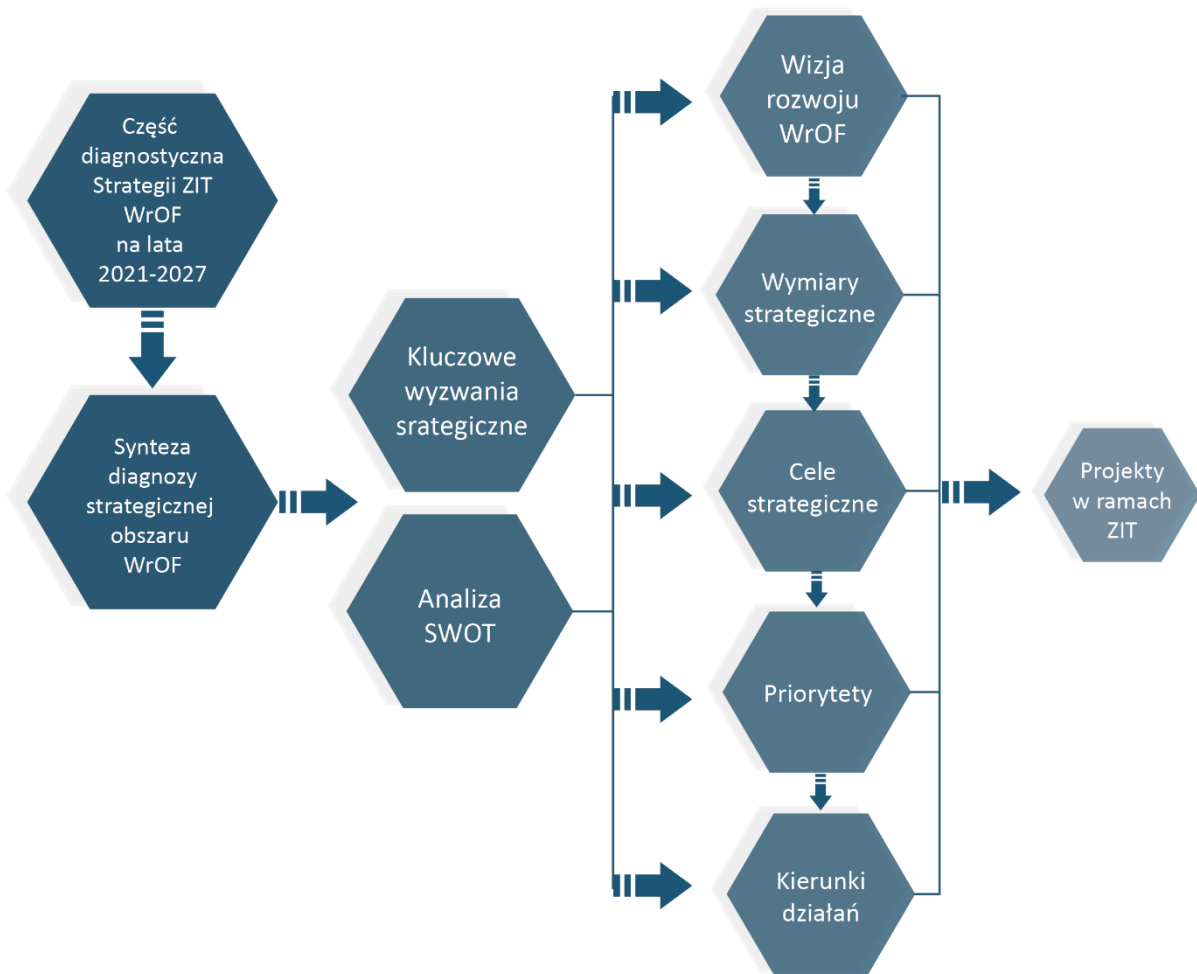 Część
diagnostyczna
Strategii ZIT
WrOF
na lata
2021-2027
Synteza
diagnozy
strategicznej
obszaru
WrOF
Kluczowe
wyzwania
srategiczne
Analiza
SWOT
Wizja
rozwoju
WrOF
Wymiary
strategiczne
Cele
strategiczne
Priorytety
Kierunki
działań
Projekty
w ramach
ZIT